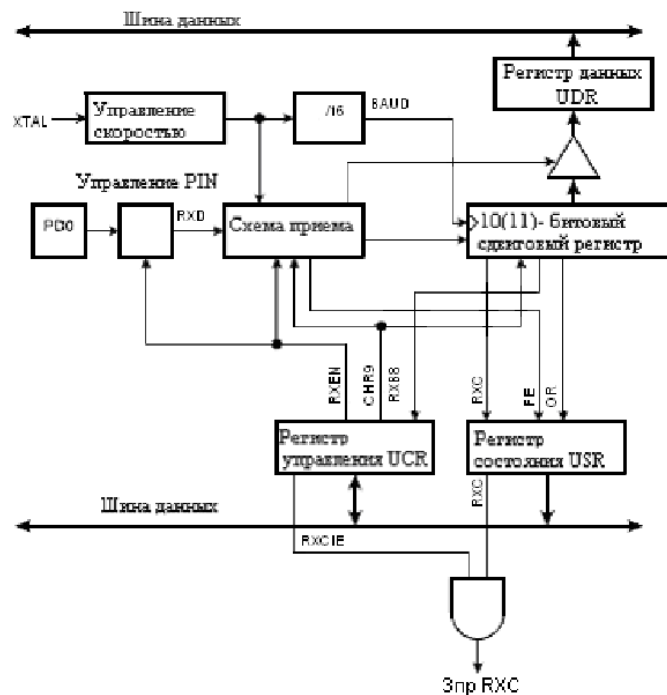 Шина данных
Регистр данных
UDR
Управление
скоростью
/16
BAUD
XTAL
Управление PIN
PD0
RXD
Схема приема
10(11)- битовый
сдвиговый регистр
RXEN
CHR9
RXB8
RXC
FE
OR
Регистр
управления UCR
Регистр
состояния USR
Шина данных
RXC
RXCIE
Зпр RXC